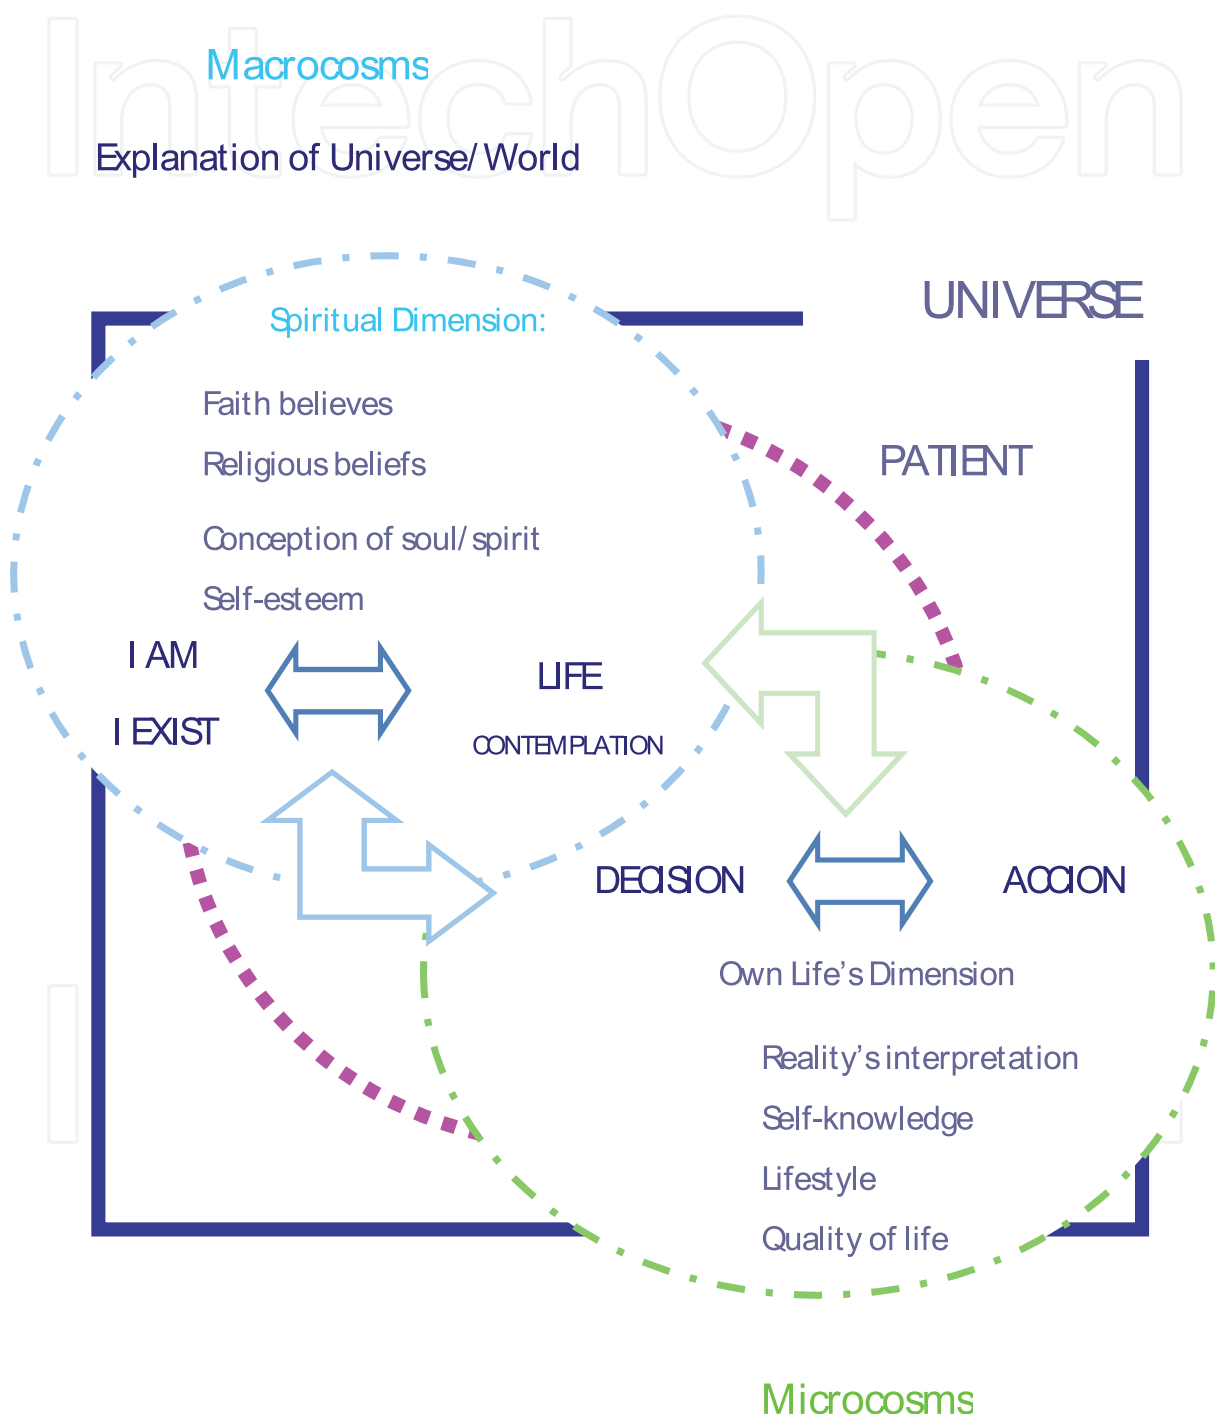 IntechOpen
Macrocosms
Explanation of Universe/World
UNIVERSE
Spiritual Dimension:
PATIENT
Faith believes
Religious beliefs
Conception of soul/spirit
Self-esteem
I AM
I EXIST
LIFE
CONTEMPLATION
DECISION
ACCION
Own Life’s Dimension
Reality’s interpretation
Self-knowledge
Lifestyle
Quality of life
Microcosms